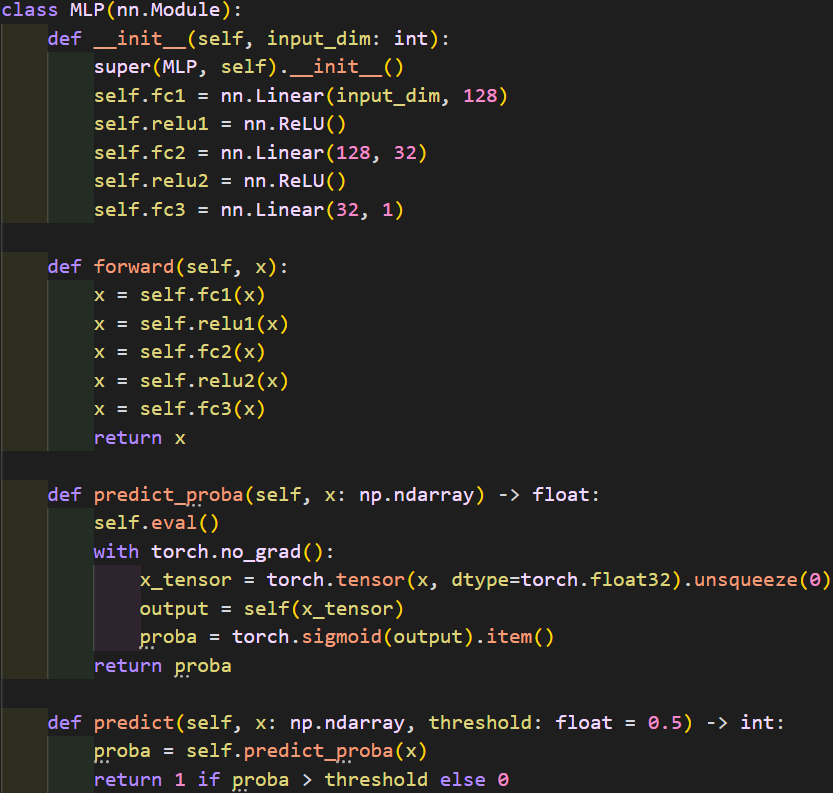 class MLP(nn.Module):
    def __init__(self, input_dim: int):
        super(MLP, self).__init__()
        self.fc1 = nn.Linear(input_dim, 128)
        self.relu1 = nn.ReLU()
        self.fc2 = nn.Linear(128, 32)
        self.relu2 = nn.ReLU()
        self.fc3 = nn.Linear(32, 1)

    def forward(self, x):
        x = self.fc1(x)
        x = self.relu1(x)
        x = self.fc2(x)
        x = self.relu2(x)
        x = self.fc3(x)
        return x

    def predict_proba(self, x: np.ndarray) -> float:
        self.eval()
        with torch.no_grad():
            x_tensor = torch.tensor(x, dtype=torch.float32).unsqueeze(0)
            output = self(x_tensor)
            proba = torch.sigmoid(output).item()
        return proba

    def predict(self, x: np.ndarray, threshold: float = 0.5) -> int:
        proba = self.predict_proba(x)
        return 1 if proba > threshold else 0